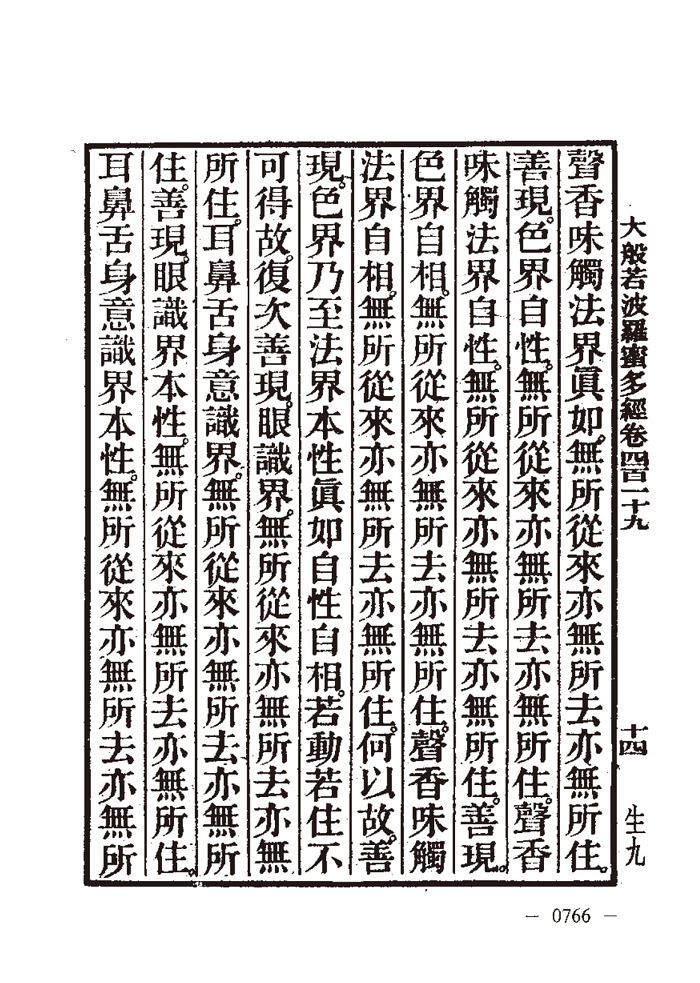 大般若波羅蜜多經卷四百一十九
十四
生九
聲香味觸法界眞如。無所從來亦無所去亦無所住。
善現。色界自性。無所從來亦無所去亦無所住。聲香
味觸法界自性。無所從來亦無所去亦無所住。善現。
色界自相。無所從來亦無所去亦無所住。聲香味觸
法界自相。無所從來亦無所去亦無所住。何以故。善
現。色界乃至法界本性眞如自性自相。若動若住不
可得故。復次善現。眼識界。無所從來亦無所去亦無
所住。耳鼻舌身意識界。無所從來亦無所去亦無所
住。善現。眼識界本性。無所從來亦無所去亦無所住。
耳鼻舌身意識界本性。無所從來亦無所去亦無所
— 0766 —